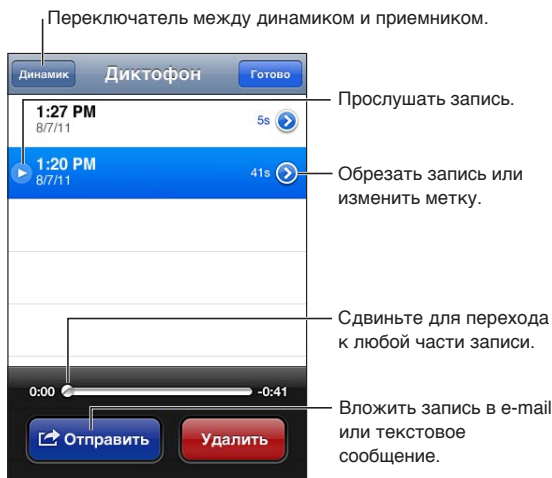 Переключатель между динамиком и приемником.
Динамик
Диктофон
Готово
Прослушать запись.
1:27 PM
8/7/11
5s
1:20 PM
8/7/11
41s
Обрезать запись или
изменить метку.
Сдвиньте для перехода
к любой части записи.
0:00
-0:41
Вложить запись в e-mail
или текстовое
сообщение.
Отправить
Удалить